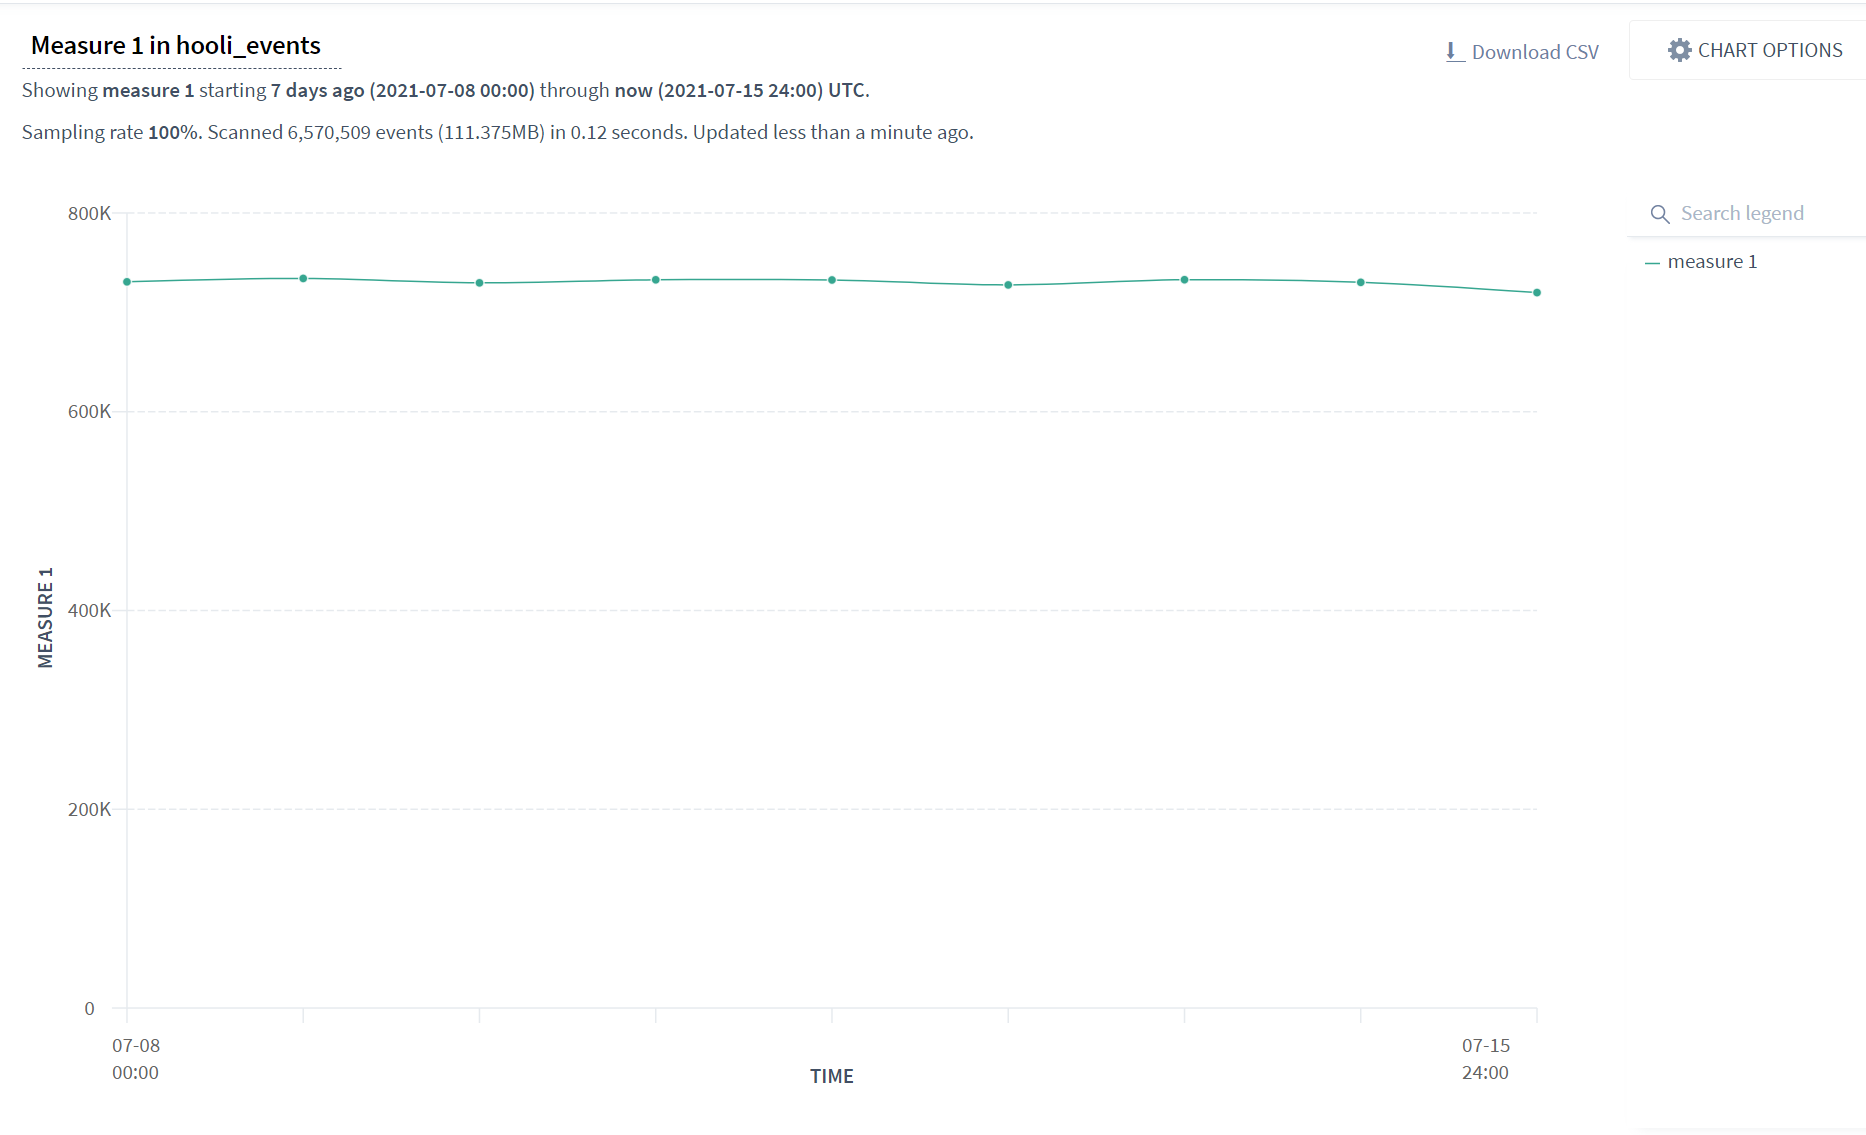 Measure 1 in hooli_events
Download CSV
CHART OPTIONS
Showing measure 1 starting 7 days ago (2021-07-08 00:00) through now (2021-07-15 24:00) UTC.
Sampling rate 100%. Scanned 6,570,509 events (111.375MB) in 0.12 seconds. Updated less than a minute ago.
Search legend
measure 1
800K
600K
400K
200K
0
MEASURE 1
07-08
00:00
07-15
24:00
TIME